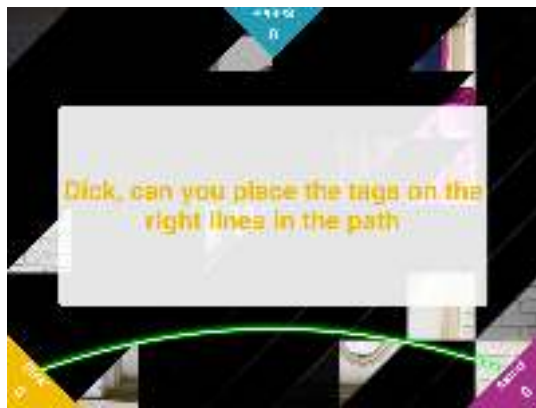 Dick, can you place the tags on the
right lines in the path